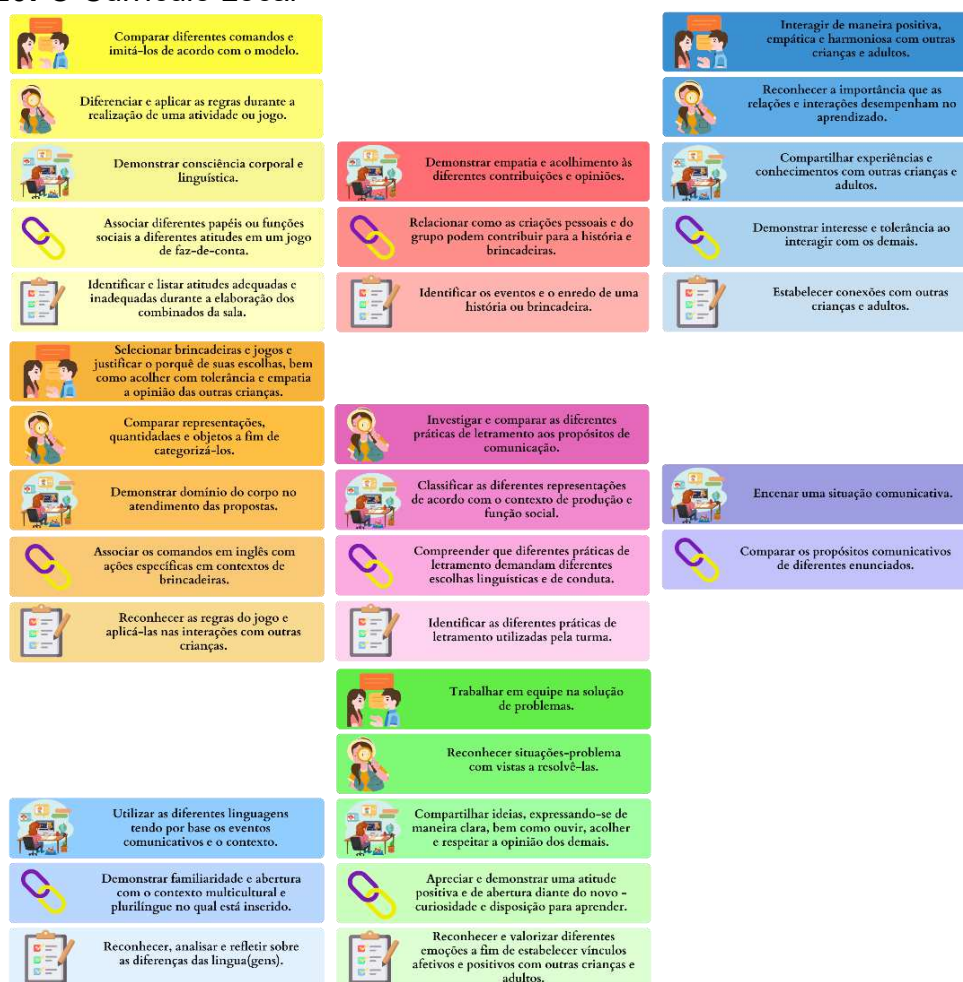 O Currículo Local
Comparar diferentes comandos e
imitá-los de acordo com o modelo.
Diferenciar e aplicar as regras durante a
realização de uma atividade ou jogo.
Demonstrar consciência corporal e
linguística.
Associar diferentes papéis ou funções
sociais a diferentes atitudes em um jogo
de faz-de-conta.
Identificar e listar atitudes adequadas e
inadequadas durante a elaboração dos
combinados da sala.
Demonstrar empatia e acolhimento às
diferentes contribuições e opiniões.
Relacionar como as criações pessoais e do
grupo podem contribuir para a história e
brincadeiras.
Identificar os eventos e o enredo de uma
história ou brincadeira.
Interagir de maneira positiva,
empática e harmoniosa com outras
crianças e adultos.
Reconhecer a importância que as
relações e interações desempenham no
aprendizado.
Compartilhar experiências e
conhecimentos com outras crianças e
adultos.
Demonstrar interesse e tolerância ao
interagir com os demais.
Estabelecer conexões com outras
crianças e adultos.
Selecionar brincadeiras e jogos e
justificar o porquê de suas escolhas, bem
como acolher com tolerância e empatia
a opinião das outras crianças.
Comparar representações,
quantidadaes e objetos a fim de
categorizá-los.
Demonstrar domínio do corpo no
atendimento das propostas.
Associar os comandos em inglês com
ações específicas em contextos de
brincadeiras.
Reconhecer as regras do jogo e
aplicá-las nas interações com outras
crianças.
Investigar e comparar as diferentes
práticas de letramento aos propósitos de
comunicação.
Classificar as diferentes representações
de acordo com o contexto de produção e
função social.
Compreender que diferentes práticas de
letramento demandam diferentes
escolhas linguísticas e de conduta.
Identificar as diferentes práticas de
letramento utilizadas pela turma.
Encenar uma situação comunicativa.
Comparar os propósitos comunicativos
de diferentes enunciados.
Utilizar as diferentes linguagens
tendo por base os eventos
comunicativos e o contexto.
Demonstrar familiaridade e abertura
com o contexto multicultural e
plurilíngue no qual está inserido.
Reconhecer, analisar e refletir sobre
as diferenças das lingua(gens).
Trabalhar em equipe na solução
de problemas.
Reconhecer situações-problema
com vistas a resolvê-las.
Compartilhar ideias, expressando-se de
maneira clara, bem como ouvir, acolher
e respeitar a opinião dos demais.
Apreciar e demonstrar uma atitude
positiva e de abertura diante do novo -
curiosidade e disposição para aprender.
Reconhecer e valorizar diferentes
emoções a fim de estabelecer vínculos
afetivos e positivos com outras crianças e
adultos.